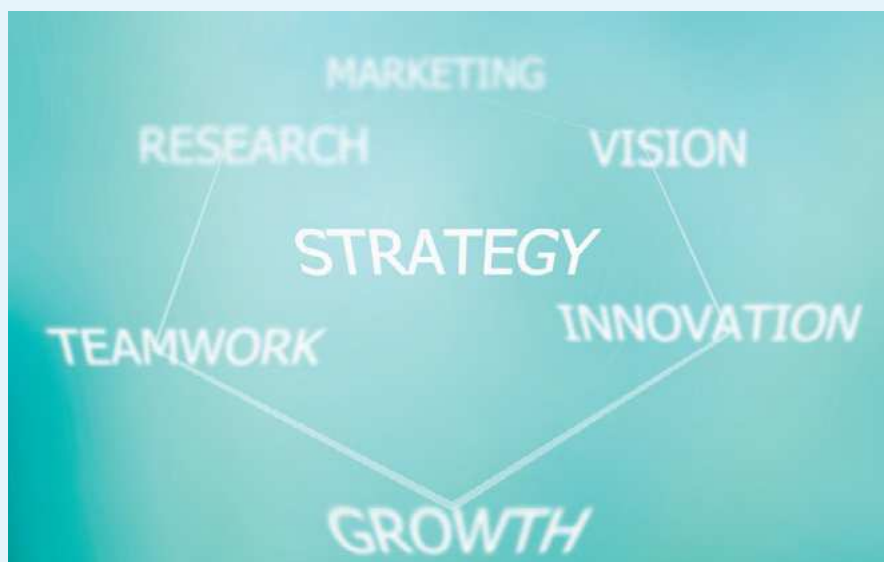 MARKETING
RESEARCH
VISION
STRATEGY
TEAMWORK
INNOVATION
GROWTH